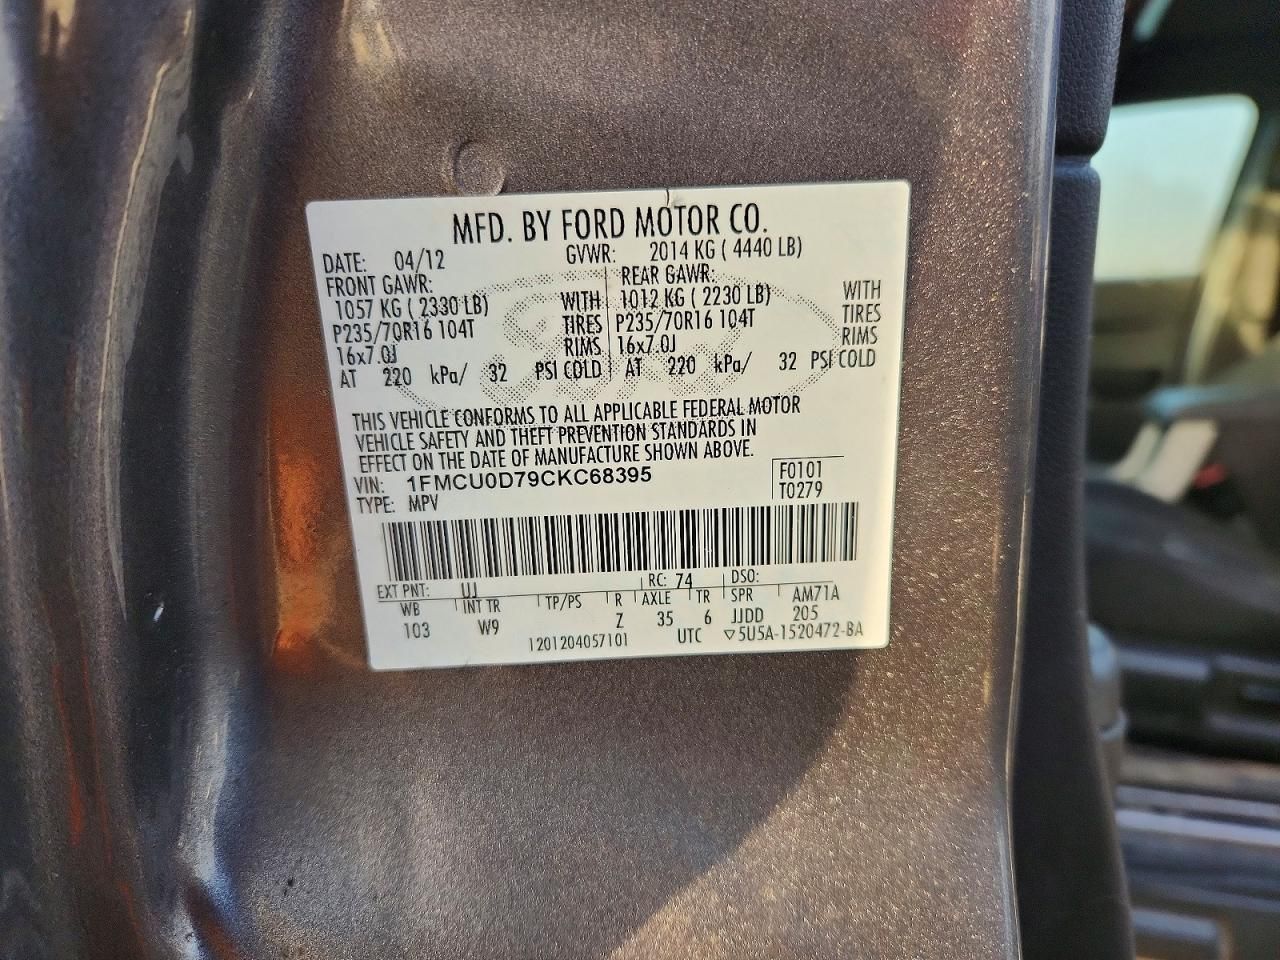 MFD. BY FORD MOTOR CO.
DATE: 04/12 GVWR: 2014 KG ( 4440 LB)
FRONT GAWR: REAR GAWR:
1057 KG ( 2330 LB) WITH 1012 KG ( 2230 LB) WITH
P235/70R16 104T TIRES P235/70R16 104T TIRES
16x7.0J RIMS 16x7.0J RIMS
AT 220 kPa/ 32 PSI COLD AT 220 kPa/ 32 PSI COLD
THIS VEHICLE CONFORMS TO ALL APPLICABLE FEDERAL MOTOR
VEHICLE SAFETY AND THEFT PREVENTION STANDARDS IN
EFFECT ON THE DATE OF MANUFACTURE SHOWN ABOVE.
VIN: 1FMCU0D79CKC68395 F0101
TYPE: MPV T0279
EXT PNT: UJ RC: 74 DSO:
WB INT TR TP/PS R AXLE TR SPR AM71A
103 W9 Z 35 6 JJDD 205
1201204057101 UTC ▽5U5A-1520472-BA